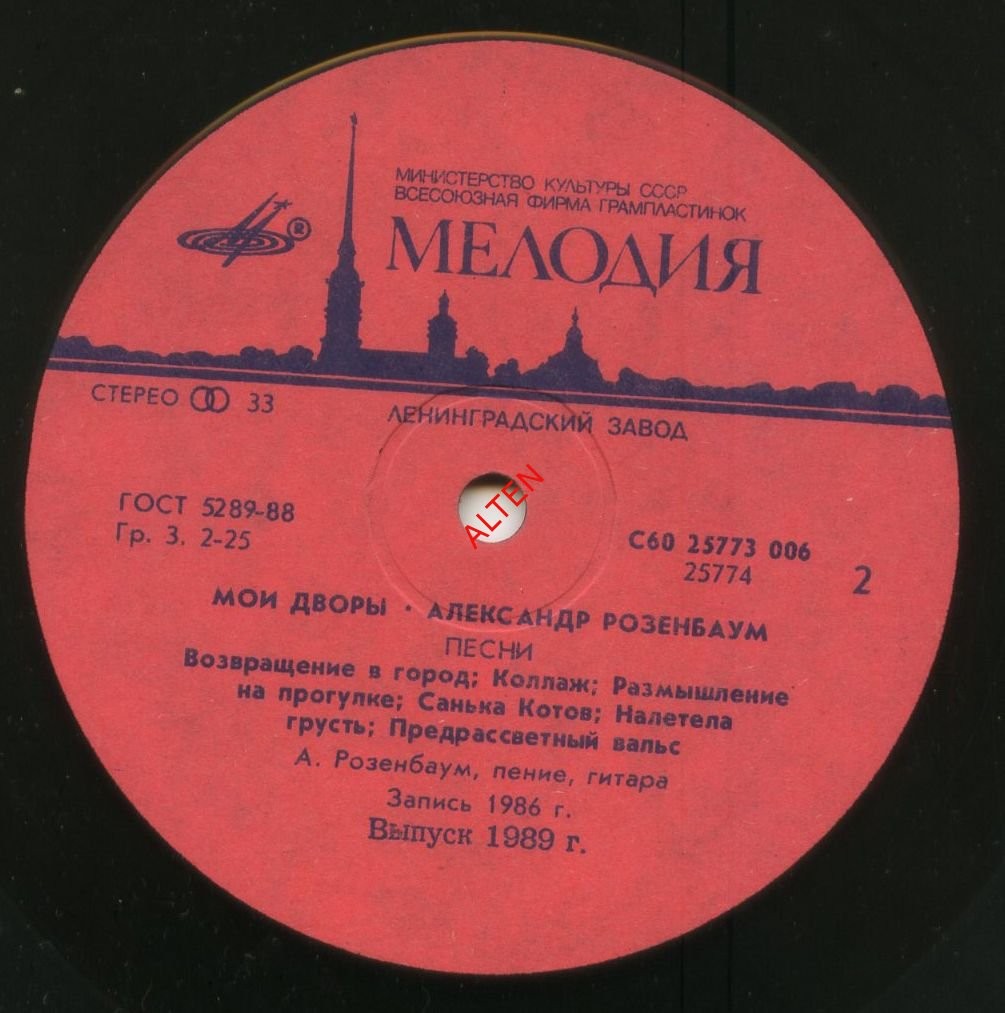 МИНИСТЕРСТВО КУЛЬТУРЫ СССР
ВСЕСОЮЗНАЯ ФИРМА ГРАМПЛАСТИНОК
МЕЛОДИЯ
®
СТЕРЕО 33
ЛЕНИНГРАДСКИЙ ЗАВОД
ALTEN
ГОСТ 5289-88
Гр. 3. 2-25
С60 25773 006
25774
2
МОИ ДВОРЫ · АЛЕКСАНДР РОЗЕНБАУМ
ПЕСНИ
Возвращение в город; Коллаж; Размышление
на прогулке; Санька Котов; Налетела
грусть; Предрассветный вальс
А. Розенбаум, пение, гитара
Запись 1986 г.
Выпуск 1989 г.